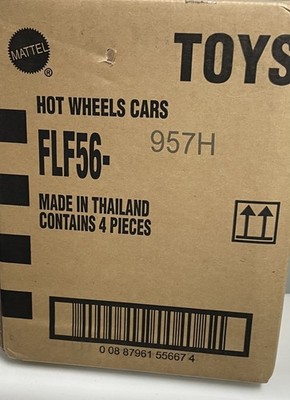 MATTEL
®
TOYS
HOT WHEELS CARS
FLF56- 957H
MADE IN THAILAND
CONTAINS 4 PIECES
0 08 87961 55667 4